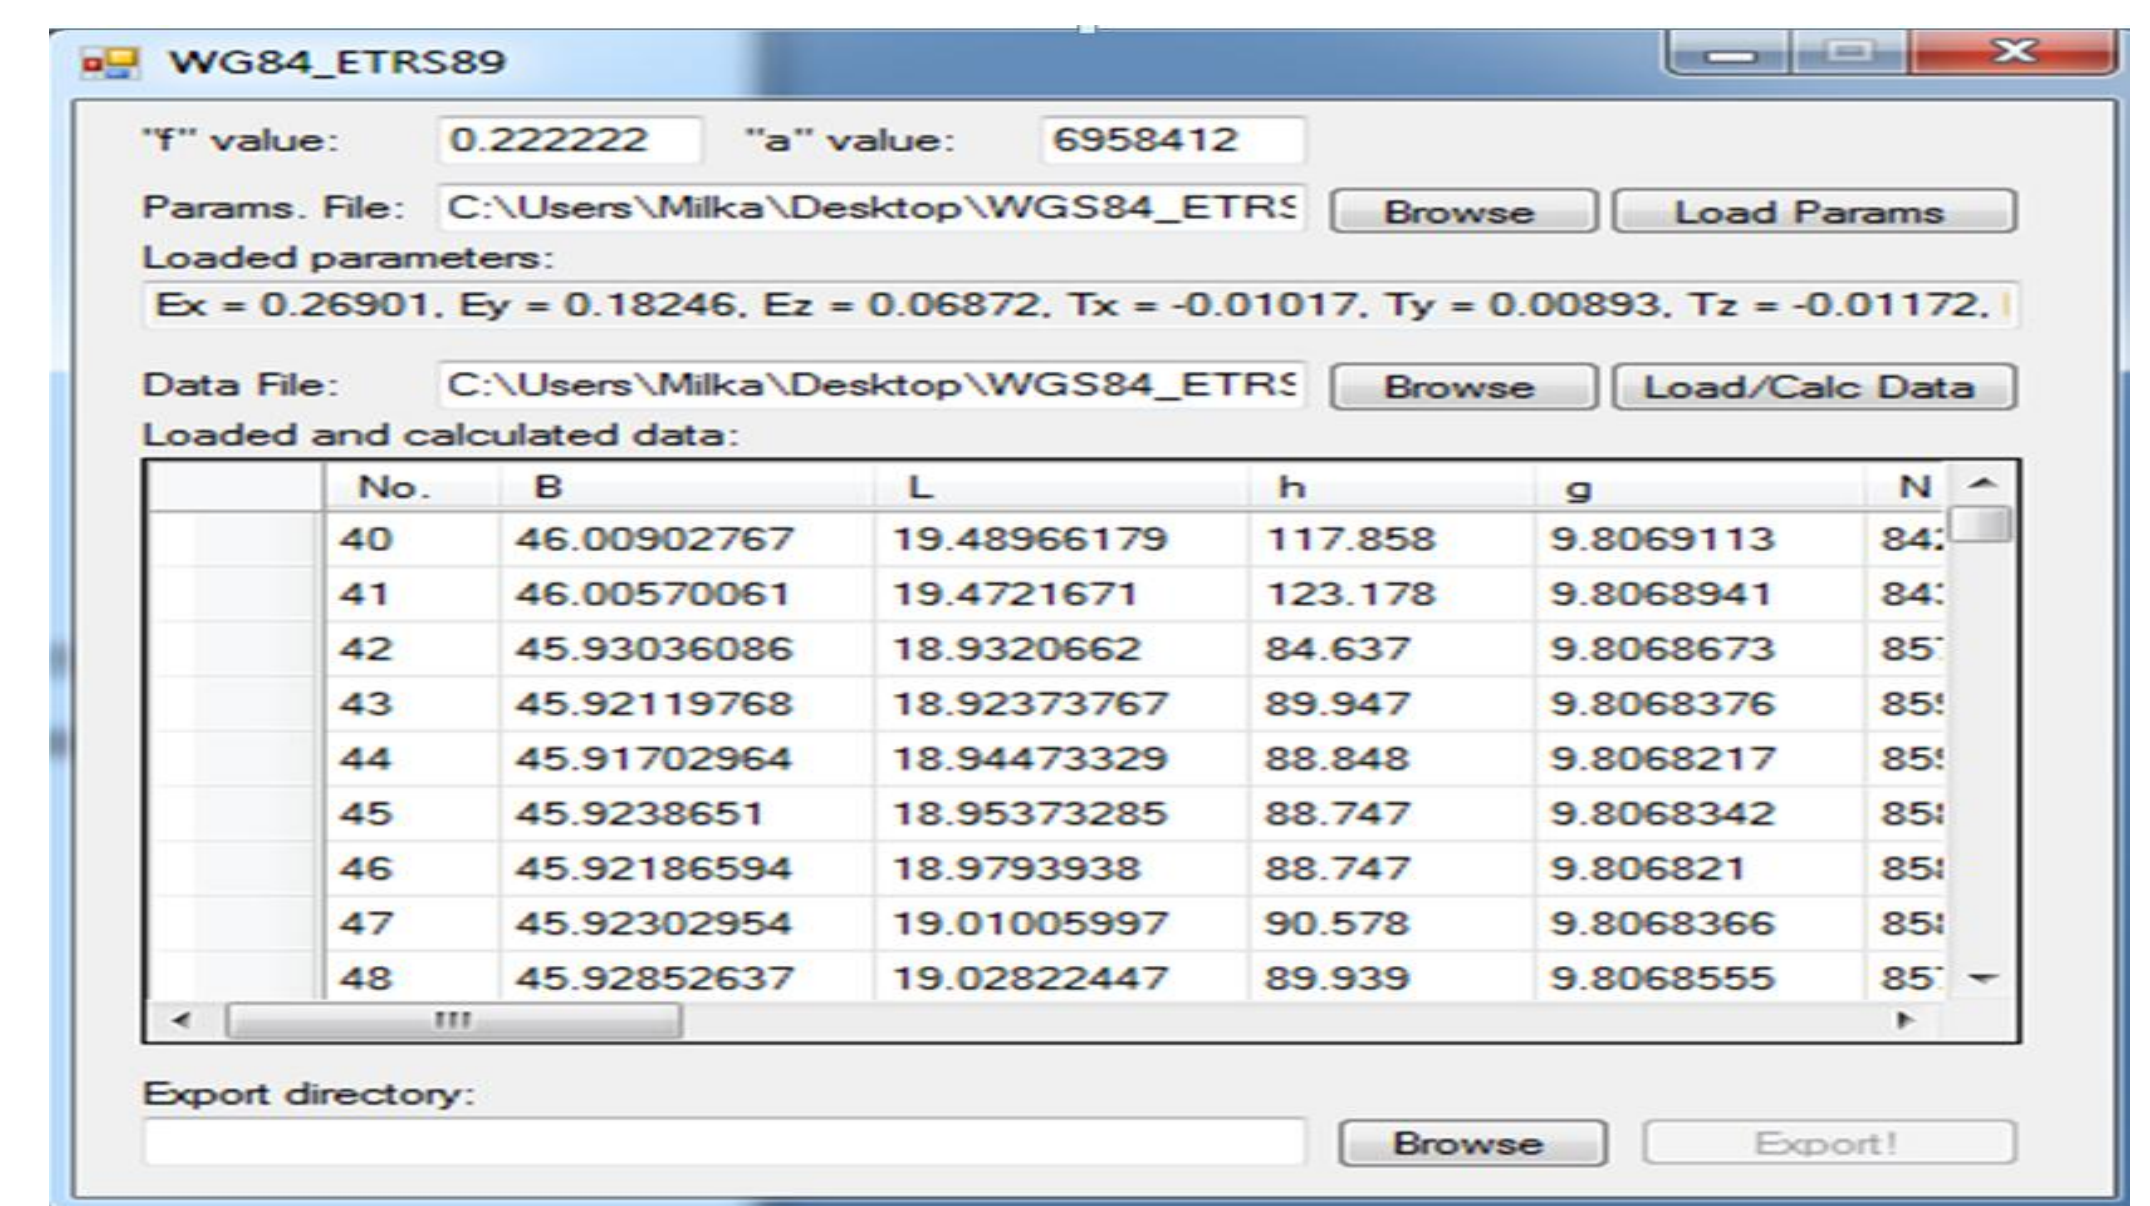 WG84_ETRS89
"f" value: 0.222222 "a" value: 6958412
Params. File: C:\Users\Milka\Desktop\WGS84_ETRS Browse Load Params
Loaded parameters:
Ex = 0.26901, Ey = 0.18246, Ez = 0.06872, Tx = -0.01017, Ty = 0.00893, Tz = -0.01172,
Data File: C:\Users\Milka\Desktop\WGS84_ETRS Browse Load/Calc Data
Loaded and calculated data:
No. B L h g N
40 46.00902767 19.48966179 117.858 9.8069113
41 46.00570061 19.4721671 123.178 9.8068941
42 45.93036086 18.9320662 84.637 9.8068673
43 45.92119768 18.92373767 89.947 9.8068376
44 45.91702964 18.94473329 88.848 9.8068217
45 45.9238651 18.95373285 88.747 9.8068342
46 45.92186594 18.9793938 88.747 9.806821
47 45.92302954 19.01005997 90.578 9.8068366
48 45.92852637 19.02822447 89.939 9.8068555
Export directory:
Browse Export!